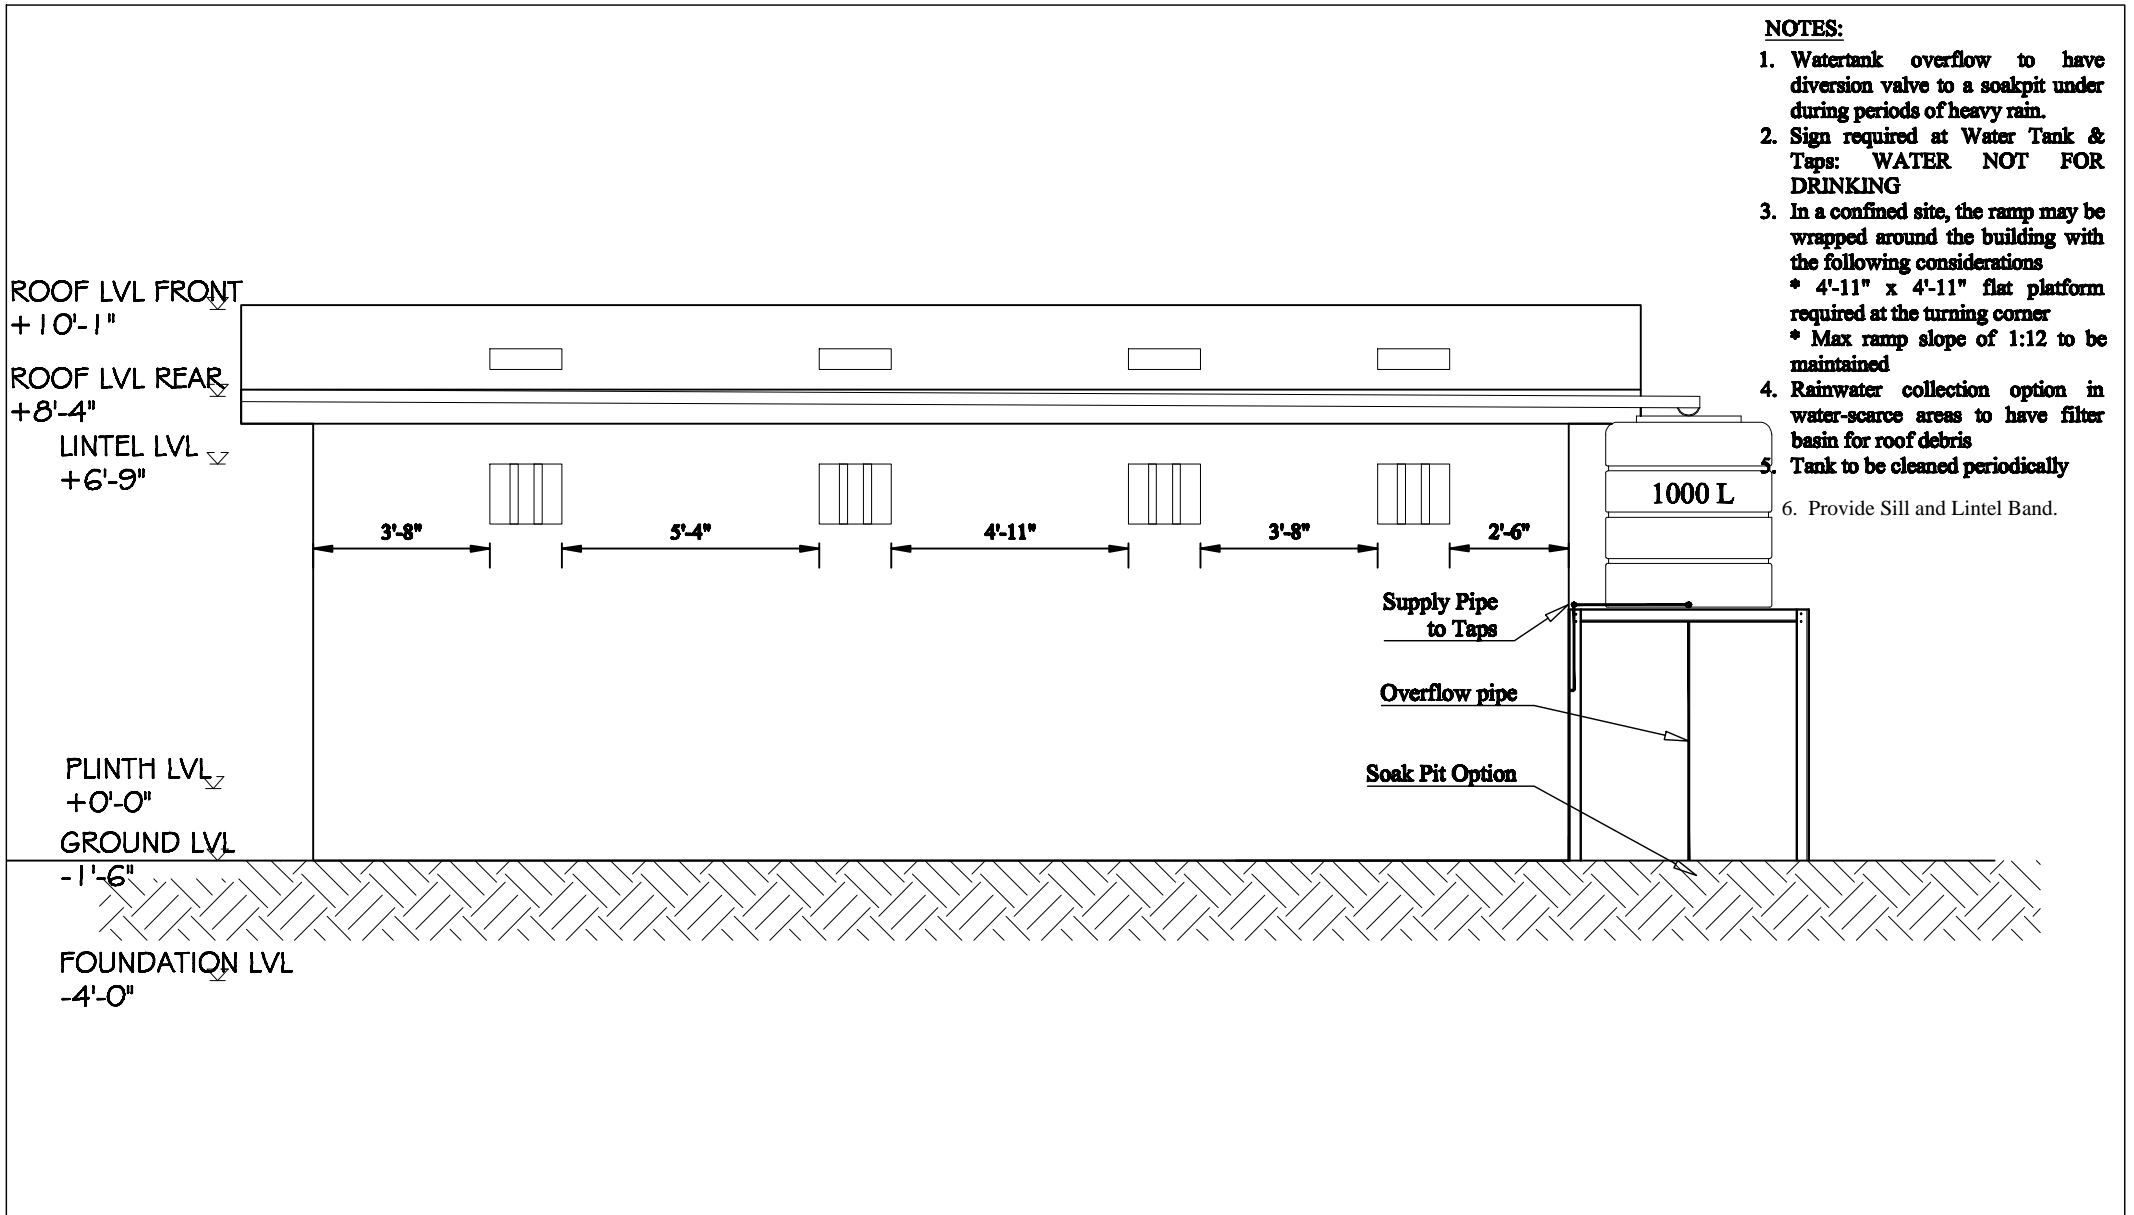 NOTES:
1. Watertank overflow to have
diversion valve to a soakpit under
during periods of heavy rain.
2. Sign required at Water Tank &
Taps: WATER NOT FOR
DRINKING
3. In a confined site, the ramp may be
wrapped around the building with
the following considerations
* 4'-11" x 4'-11" flat platform
required at the turning corner
* Max ramp slope of 1:12 to be
maintained
4. Rainwater collection option in
water-scarce areas to have filter
basin for roof debris
5. Tank to be cleaned periodically
6. Provide Sill and Lintel Band.
ROOF LVL FRONT
+10'-1"
ROOF LVL REAR
+8'-4"
LINTEL LVL
+6'-9"
1000 L
3'-8"
5'-4"
4'-11"
3'-8"
2'-6"
Supply Pipe
to Taps
Overflow pipe
Soak Pit Option
PLINTH LVL
+0'-0"
GROUND LVL
-1'-6"
FOUNDATION LVL
-4'-0"